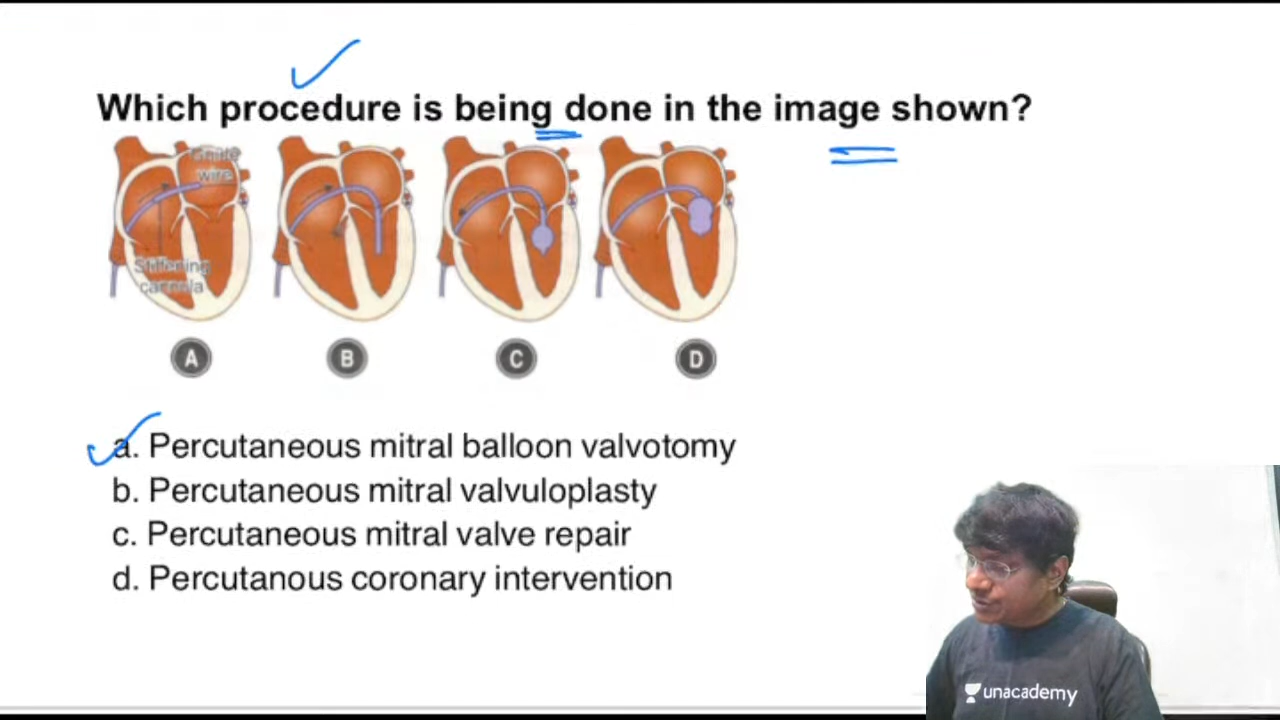 Which procedure is being done in the image shown?
Guide
wire
Stiffening
cannula
A B C D
a. Percutaneous mitral balloon valvotomy
b. Percutaneous mitral valvuloplasty
c. Percutaneous mitral valve repair
d. Percutanous coronary intervention
unacademy